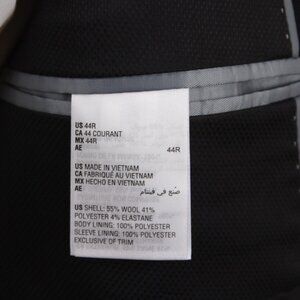 US 44R
CA 44 COURANT
MX 44R
AE 44R
US MADE IN VIETNAM
CA FABRIQUÉ AU VIETNAM
MX HECHO EN VIETNAM
AE صنع في فيتنام
US SHELL: 55% WOOL 41%
POLYESTER 4% ELASTANE
BODY LINING: 100% POLYESTER
SLEEVE LINING: 100% POLYESTER
EXCLUSIVE OF TRIM